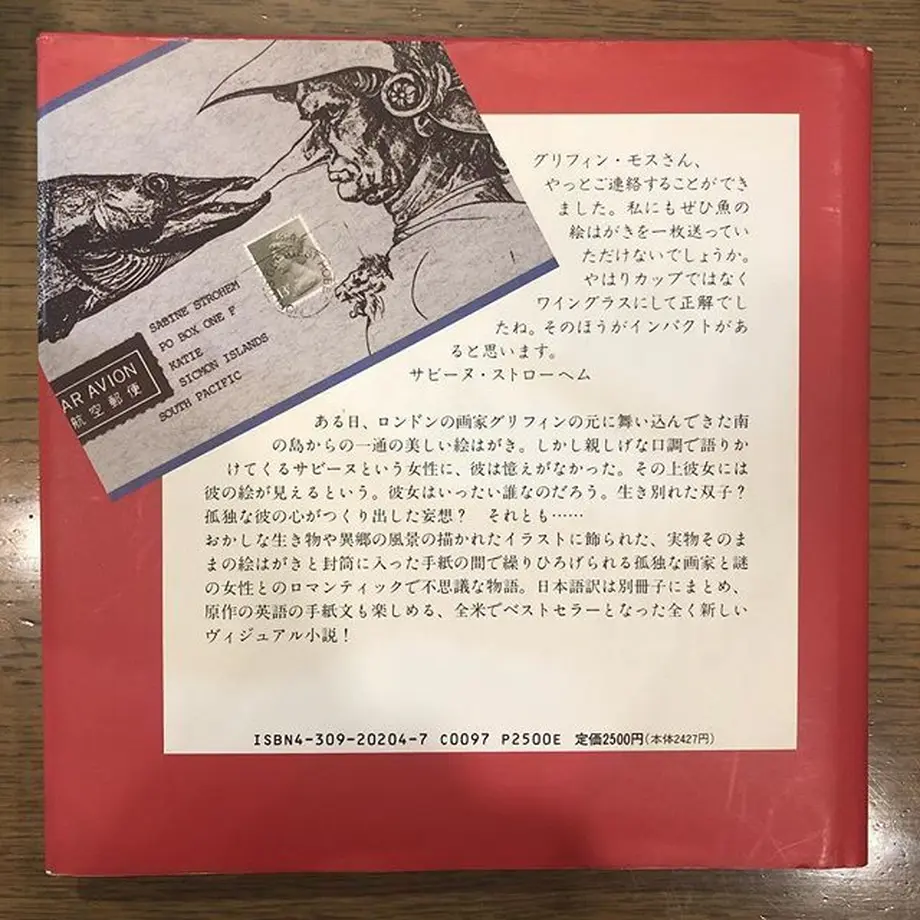 SABINE STROHEM
PO BOX ONE F
KATIE
SICMON ISLANDS
SOUTH PACIFIC
AR AVION
航空郵便
グリフィン・モスさん、
やっとご連絡することができ
ました。私にもぜひ魚の
絵はがきを一枚送ってい
ただけないでしょうか。
やはりカップではなく
ワイングラスにして正解でし
たね。そのほうがインパクトがあ
ると思います。
サビーヌ・ストローヘム
ある日、ロンドンの画家グリフィンの元に舞い込んできた南
の島からの一通の美しい絵はがき。しかし親しげな口調で語りか
けてくるサビーヌという女性に、彼は憶えがなかった。その上彼女には
彼の絵が見えるという。彼女はいったい誰なのだろう。生き別れた双子？
孤独な彼の心がつくり出した妄想？　それとも……
おかしな生き物や異郷の風景の描かれたイラストに飾られた、実物そのま
まの絵はがきと封筒に入った手紙の間で繰りひろげられる孤独な画家と謎
の女性とのロマンティックで不思議な物語。日本語訳は別冊子にまとめ、
原作の英語の手紙文も楽しめる、全米でベストセラーとなった全く新しい
ヴィジュアル小説！
ISBN4-309-20204-7 C0097 P2500E 定価2500円(本体2427円)